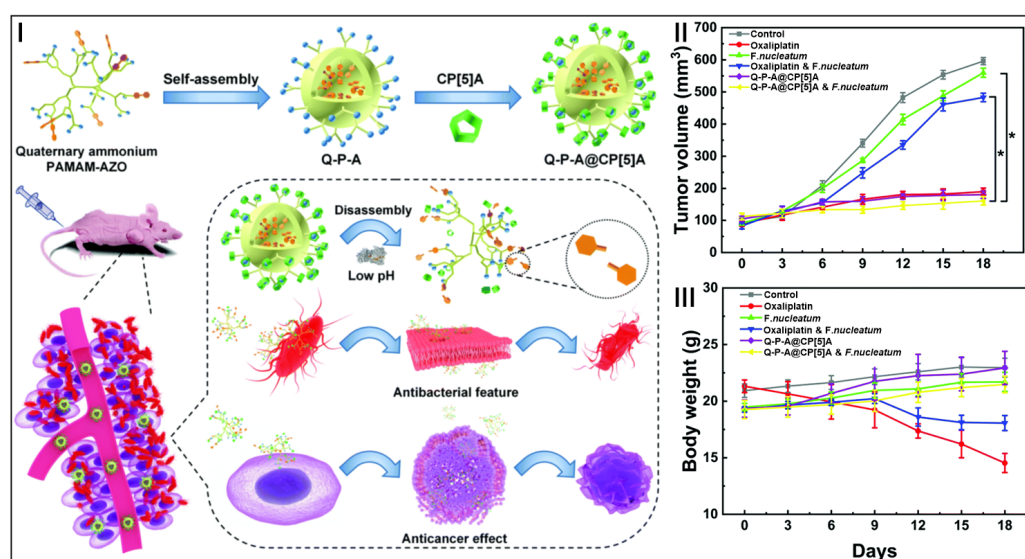 I
Self-assembly
CP[5]A
Quaternary ammonium
PAMAM-AZO
Q-P-A
Q-P-A@CP[5]A
Disassembly
Low pH
Antibacterial feature
Anticancer effect
II
Tumor volume (mm³)
700
600
500
400
300
200
100
0
Control
Oxaliplatin
F.nucleatum
Oxaliplatin & F.nucleatum
Q-P-A@CP[5]A
Q-P-A@CP[5]A & F.nucleatum
*
*
0 3 6 9 12 15 18
III
Body weight (g)
30
25
20
15
10
Control
Oxaliplatin
F.nucleatum
Oxaliplatin & F.nucleatum
Q-P-A@CP[5]A
Q-P-A@CP[5]A & F.nucleatum
0 3 6 9 12 15 18
Days